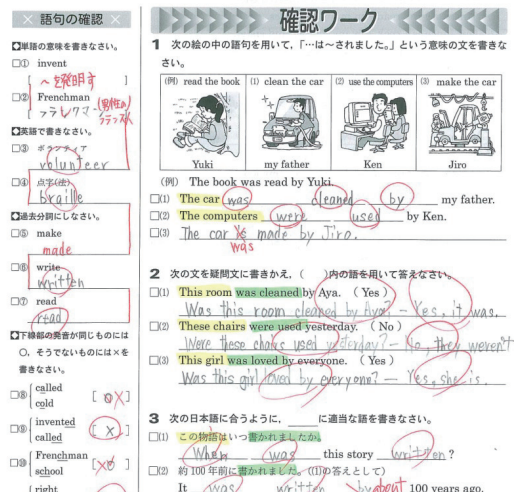 × 語句の確認 ×
単語の意味を書きなさい。
① invent
[ ～を発明す ]
② Frenchman
(男性の)
フランス人
英語で書きなさい。
③ ボランティア
volunteer
④ 点字(法)
braille
過去分詞にしなさい。
⑤ make
made
⑥ write
written
⑦ read
read
下線部の発音が同じものには
○，そうでないものには×を
書きなさい。
⑧ called
cold
[ × ]
⑨ invented
called
[ × ]
⑩ Frenchman
school
right
確認ワーク
1 次の絵の中の語句を用いて，「…は～されました。」という意味の文を書きな
さい。
(例) read the book
(1) clean the car
(2) use the computers
(3) make the car
Yuki
my father
Ken
Jiro
(例) The book was read by Yuki.
(1) The car was cleaned by my father.
(2) The computers were used by Ken.
(3) The car is made by Jiro.
was
2 次の文を疑問文に書きかえ，( )内の語を用いて答えなさい。
(1) This room was cleaned by Aya. ( Yes )
Was this room cleaned by Aya? － Yes, it was.
(2) These chairs were used yesterday. ( No )
Were these chairs used yesterday? － No, they weren't
(3) This girl was loved by everyone. ( Yes )
Was this girl loved by everyone? － Yes, she is.
3 次の日本語に合うように，____ に適当な語を書きなさい。
(1) この物語はいつ書かれましたか。
When was this story written ?
(2) 約100年前に書かれました。((1)の答えとして)
It was written by about 100 years ago.